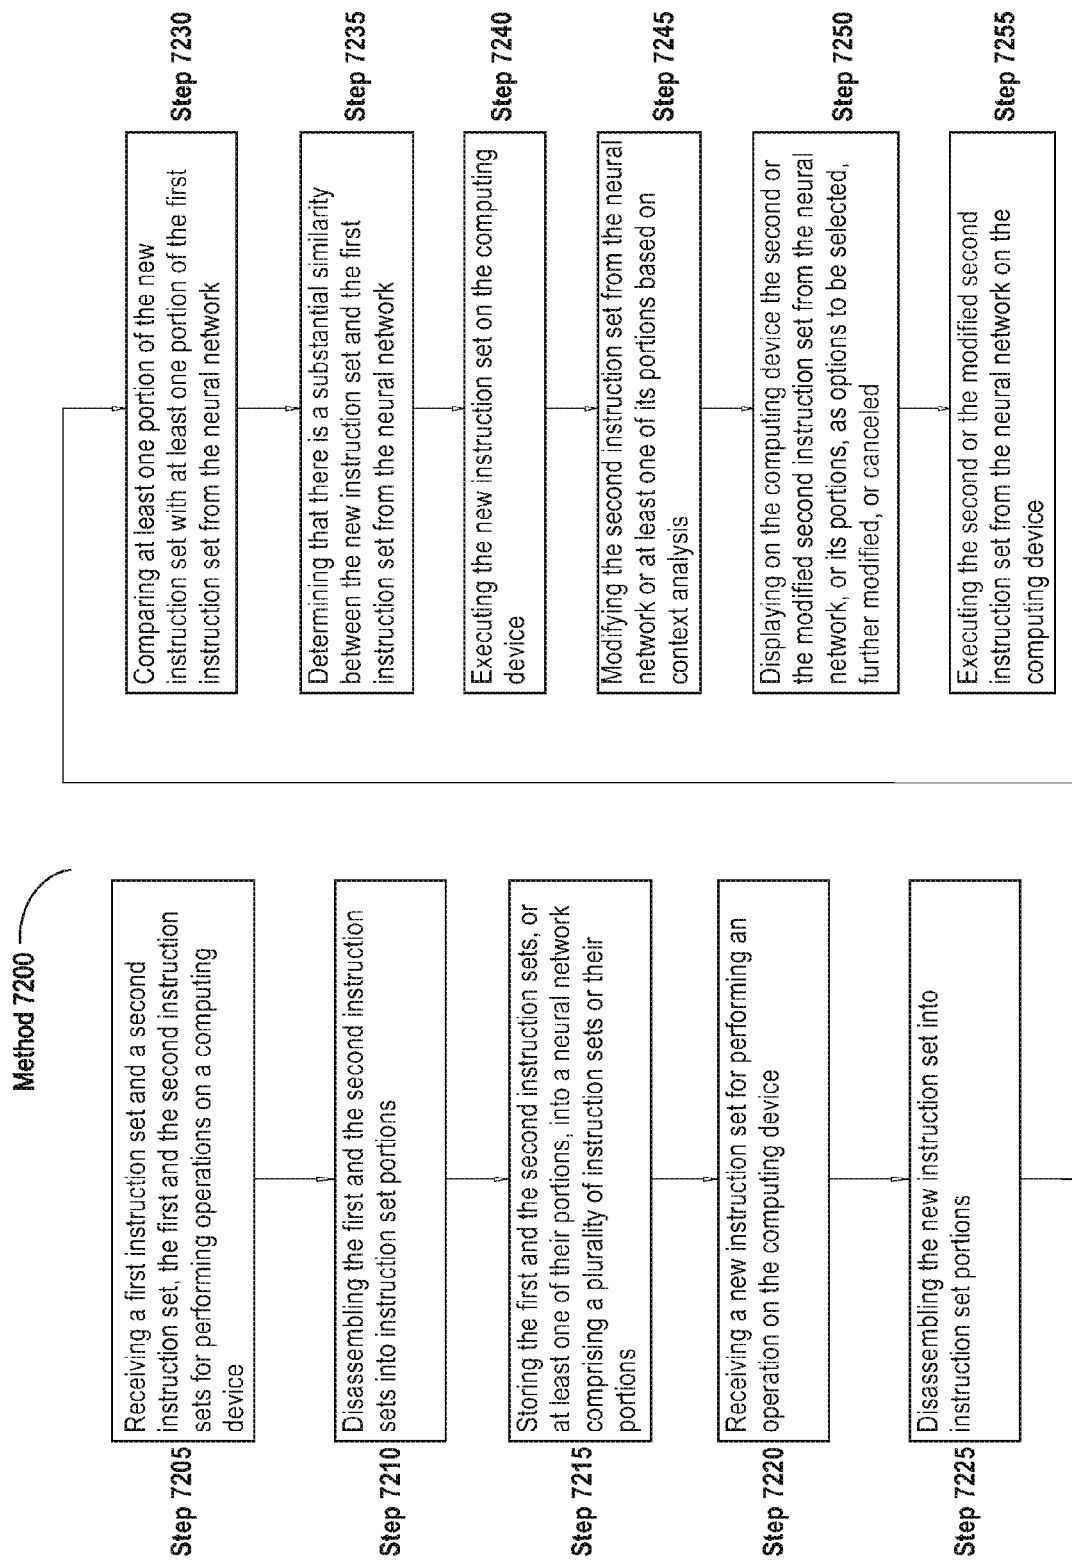 Method 7200
Step 7205
Receiving a first instruction set and a second
instruction set, the first and the second instruction
sets for performing operations on a computing
device
Step 7210
Disassembling the first and the second instruction
sets into instruction set portions
Step 7215
Storing the first and the second instruction sets, or
at least one of their portions, into a neural network
comprising a plurality of instruction sets or their
portions
Step 7220
Receiving a new instruction set for performing an
operation on the computing device
Step 7225
Disassembling the new instruction set into
instruction set portions
Comparing at least one portion of the new
instruction set with at least one portion of the first
instruction set from the neural network
Step 7230
Determining that there is a substantial similarity
between the new instruction set and the first
instruction set from the neural network
Step 7235
Executing the new instruction set on the computing
device
Step 7240
Modifying the second instruction set from the neural
network or at least one of its portions based on
context analysis
Step 7245
Displaying on the computing device the second or
the modified second instruction set from the neural
network, or its portions, as options to be selected,
further modified, or canceled
Step 7250
Executing the second or the modified second
instruction set from the neural network on the
computing device
Step 7255